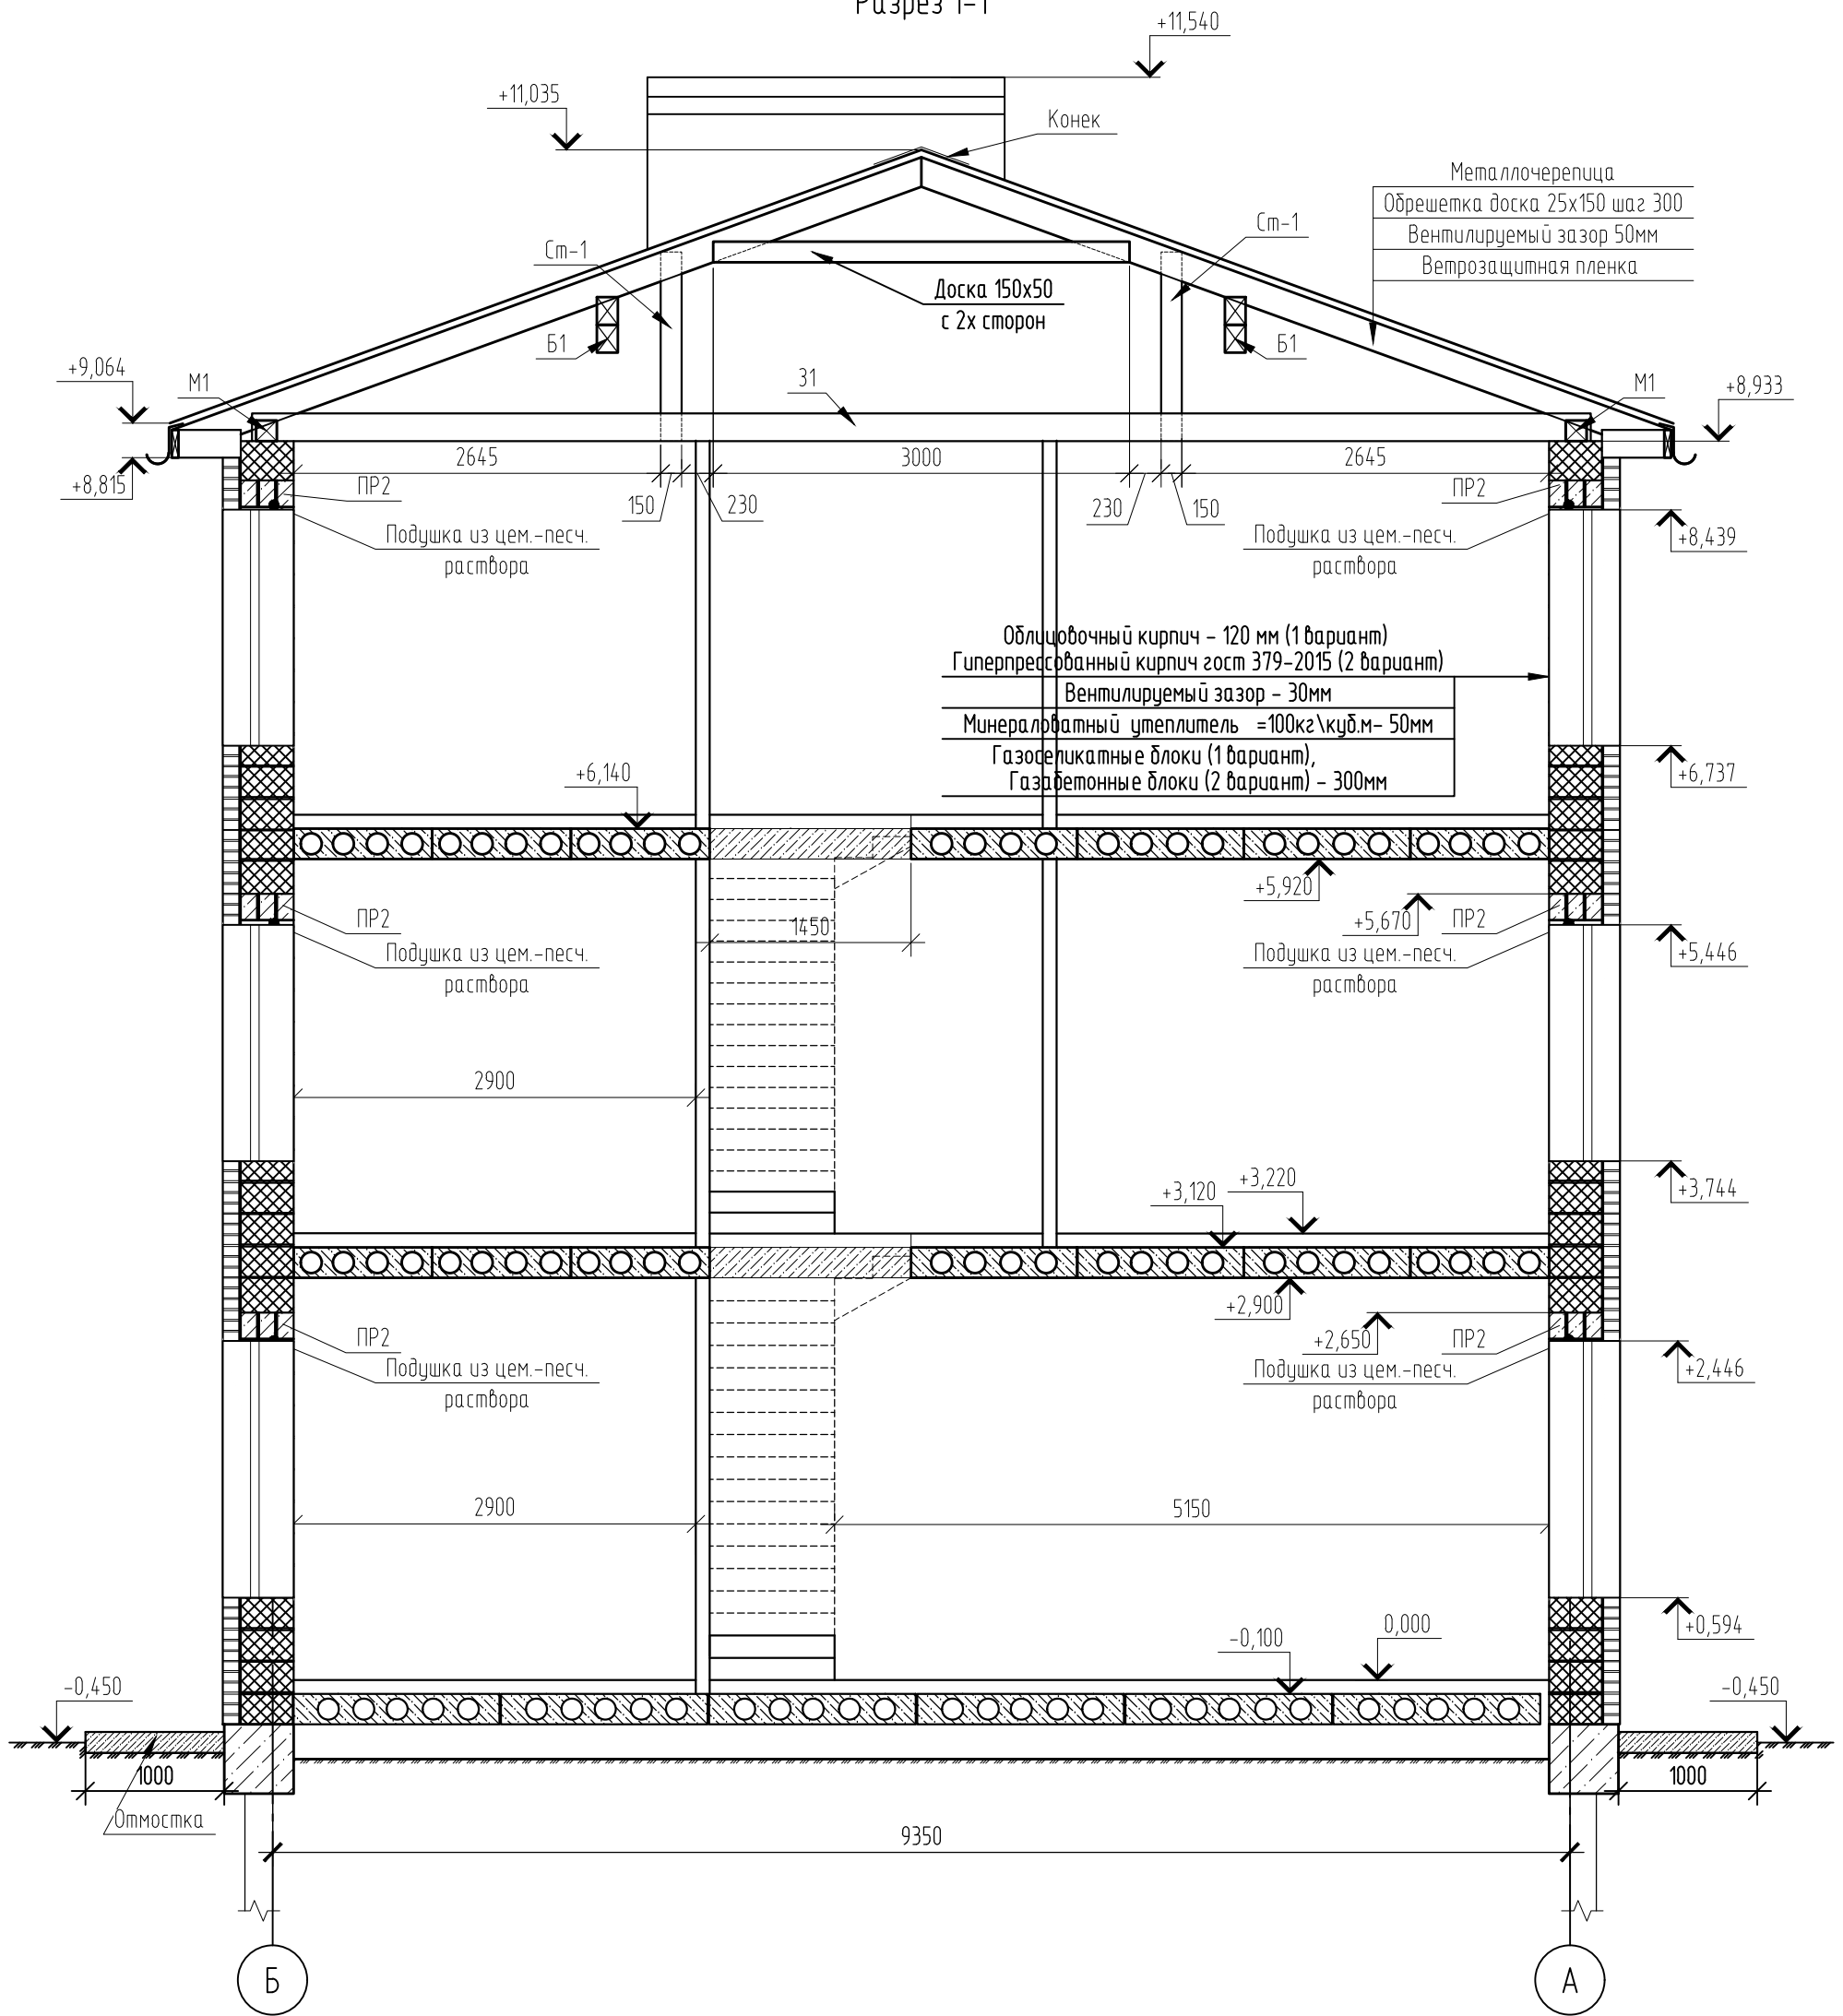 Разрез 1-1
+11,540
+11,035
Конек
Металлочерепица
Обрешетка доска 25х150 шаг 300
Вентилируемый зазор 50мм
Ветрозащитная пленка
Ст-1
Ст-1
Доска 150х50
с 2х сторон
Б1
Б1
+9,064
М1
З1
М1
+8,933
2645
3000
2645
+8,815
ПР2
150
230
230
150
ПР2
+8,439
Подушка из цем.-песч.
раствора
Подушка из цем.-песч.
раствора
Облицовочный кирпич - 120 мм (1 вариант)
Гиперпрессованный кирпич гост 379-2015 (2 вариант)
Вентилируемый зазор - 30мм
Минераловатный утеплитель =100кг\куб.м- 50мм
Газоселикатные блоки (1 вариант),
Газабетонные блоки (2 вариант) - 300мм
+6,737
+6,140
+5,920
+5,670
ПР2
ПР2
1450
+5,446
Подушка из цем.-песч.
раствора
Подушка из цем.-песч.
раствора
2900
+3,120
+3,220
+3,744
+2,900
+2,650
ПР2
ПР2
+2,446
Подушка из цем.-песч.
раствора
Подушка из цем.-песч.
раствора
2900
5150
-0,100
0,000
+0,594
-0,450
-0,450
1000
1000
Отмостка
9350
Б
А